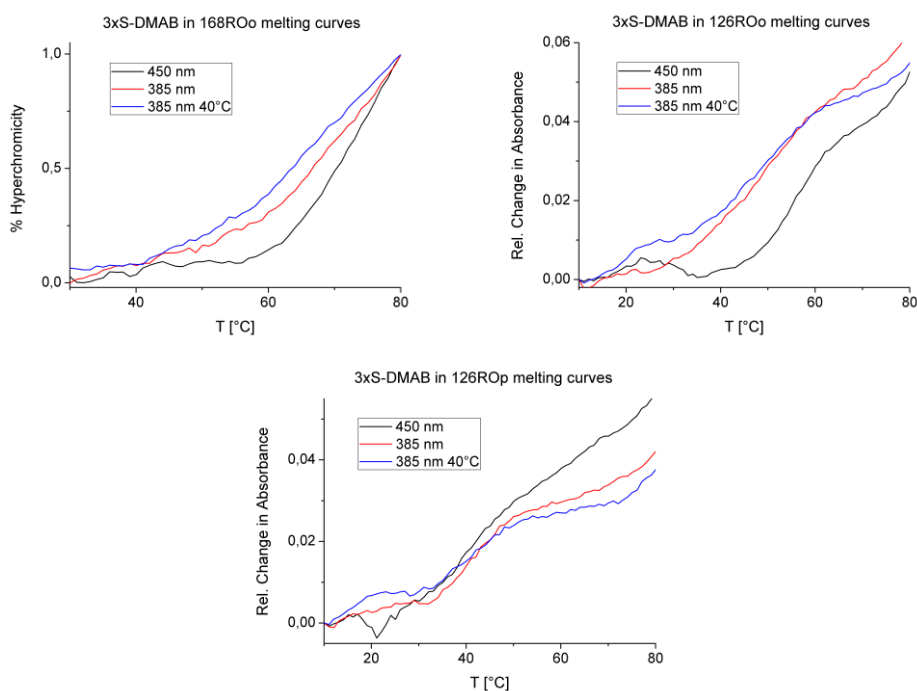 3xS-DMAB in 168ROo melting curves
1,0
0,5
0,0
% Hyperchromicity
450 nm
385 nm
385 nm 40°C
40
60
80
T [°C]
3xS-DMAB in 126ROo melting curves
0,06
0,04
0,02
0,00
Rel. Change in Absorbance
450 nm
385 nm
385 nm 40°C
20
40
60
80
T [°C]
3xS-DMAB in 126ROp melting curves
0,04
0,02
0,00
Rel. Change in Absorbance
450 nm
385 nm
385 nm 40°C
20
40
60
80
T [°C]